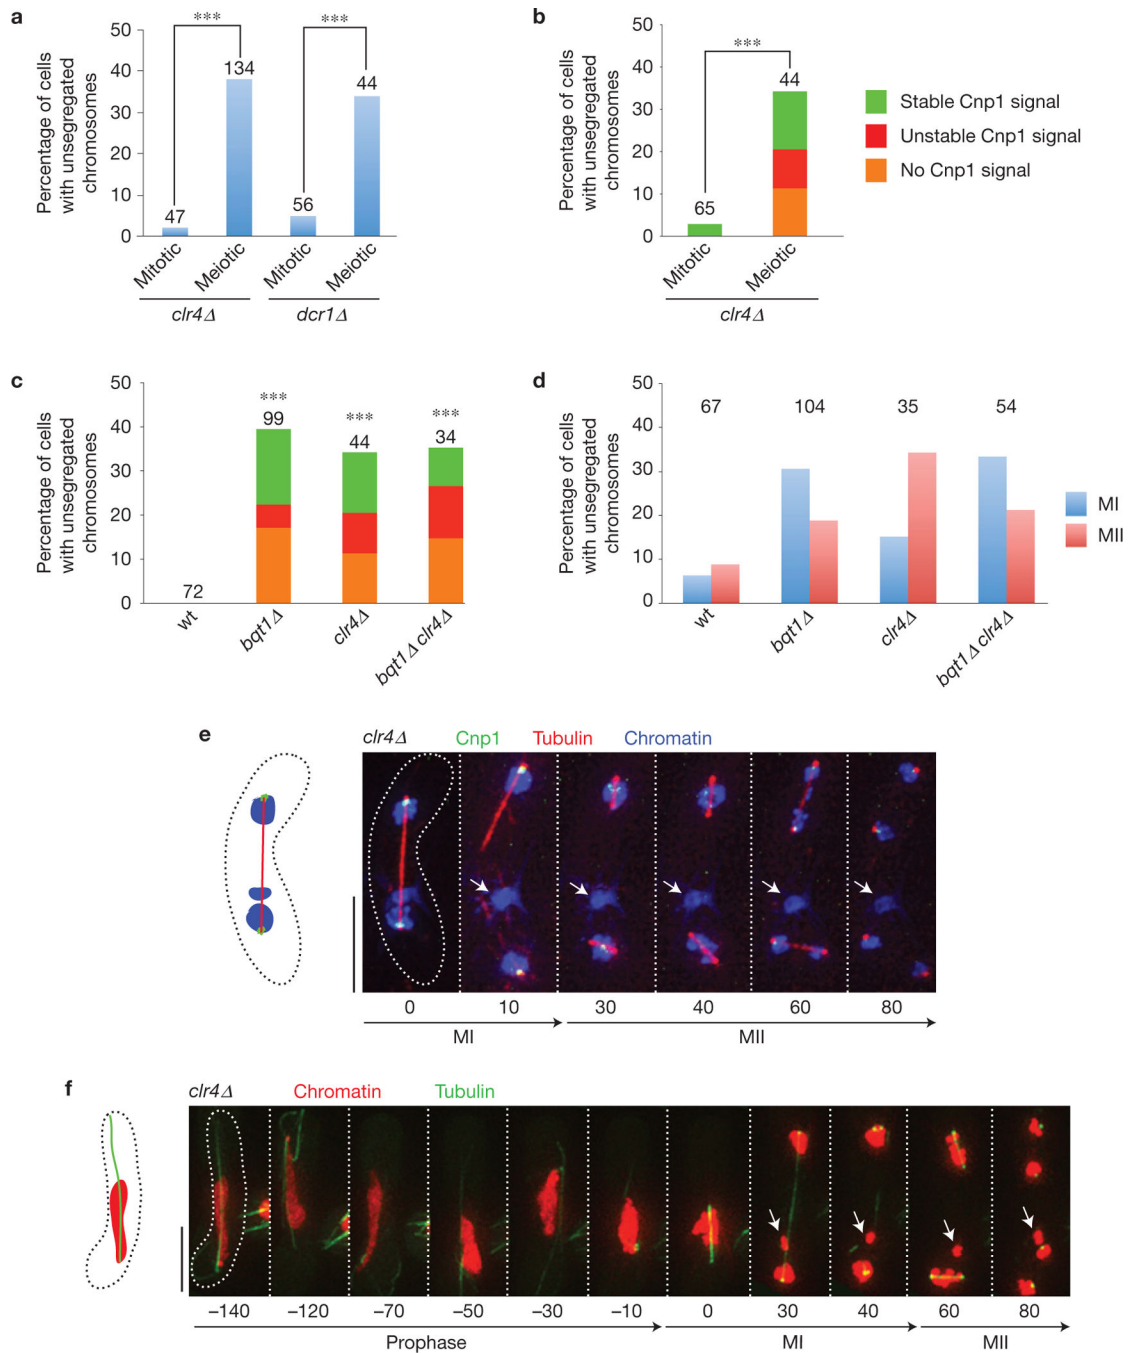 a
Percentage of cells
with unsegregated
chromosomes
50
40
30
20
10
0
***
***
47
134
56
44
Mitotic
Meiotic
Mitotic
Meiotic
clr4Δ
dcr1Δ
b
Percentage of cells
with unsegregated
chromosomes
50
40
30
20
10
0
***
65
44
Mitotic
Meiotic
clr4Δ
Stable Cnp1 signal
Unstable Cnp1 signal
No Cnp1 signal
c
Percentage of cells
with unsegregated
chromosomes
50
40
30
20
10
0
72
***
99
***
44
***
34
wt
bqt1Δ
clr4Δ
bqt1Δ clr4Δ
d
Percentage of cells
with unsegregated
chromosomes
50
40
30
20
10
0
67
104
35
54
wt
bqt1Δ
clr4Δ
bqt1Δ clr4Δ
MI
MII
e
clr4Δ Cnp1 Tubulin Chromatin
0 10 30 40 60 80
MI MII
f
clr4Δ Chromatin Tubulin
–140 –120 –70 –50 –30 –10 0 30 40 60 80
Prophase MI MII